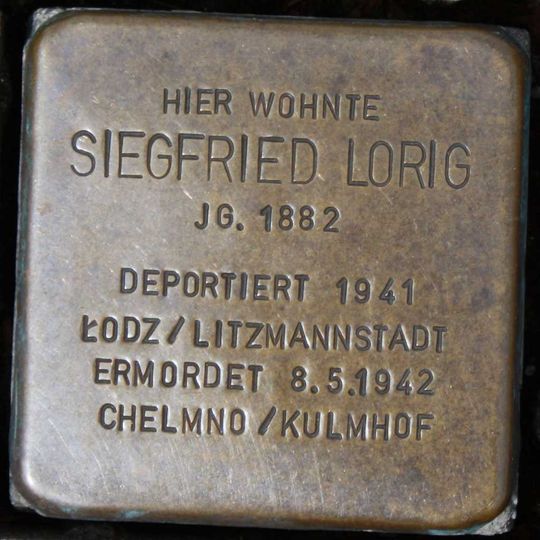 HIER WOHNTE
SIEGFRIED LORIG
JG. 1882
DEPORTIERT 1941
ŁODZ/LITZMANNSTADT
ERMORDET 8.5.1942
CHELMNO/KULMHOF